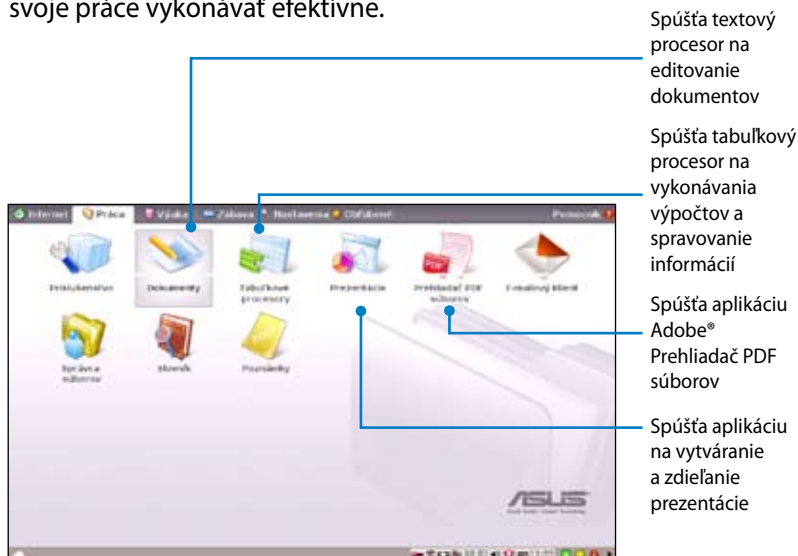 svoje práce vykonávať efektívne.
Spúšťa textový
procesor na
editovanie
dokumentov
Spúšťa tabuľkový
procesor na
vykonávania
výpočtov a
spravovanie
informácií
Spúšťa aplikáciu
Adobe®
Prehliadač PDF
súborov
Spúšťa aplikáciu
na vytváranie
a zdieľanie
prezentácie
Internet Práca Výuka Zábava Nastavenia Obľúbené Pomocník
Príslušenstvo Dokumenty Tabuľkové
procesory Prezentácie Prehliadač PDF
súborov E-mailový klient
PDF
Správca
súborov Slovník Poznámky
ASUS